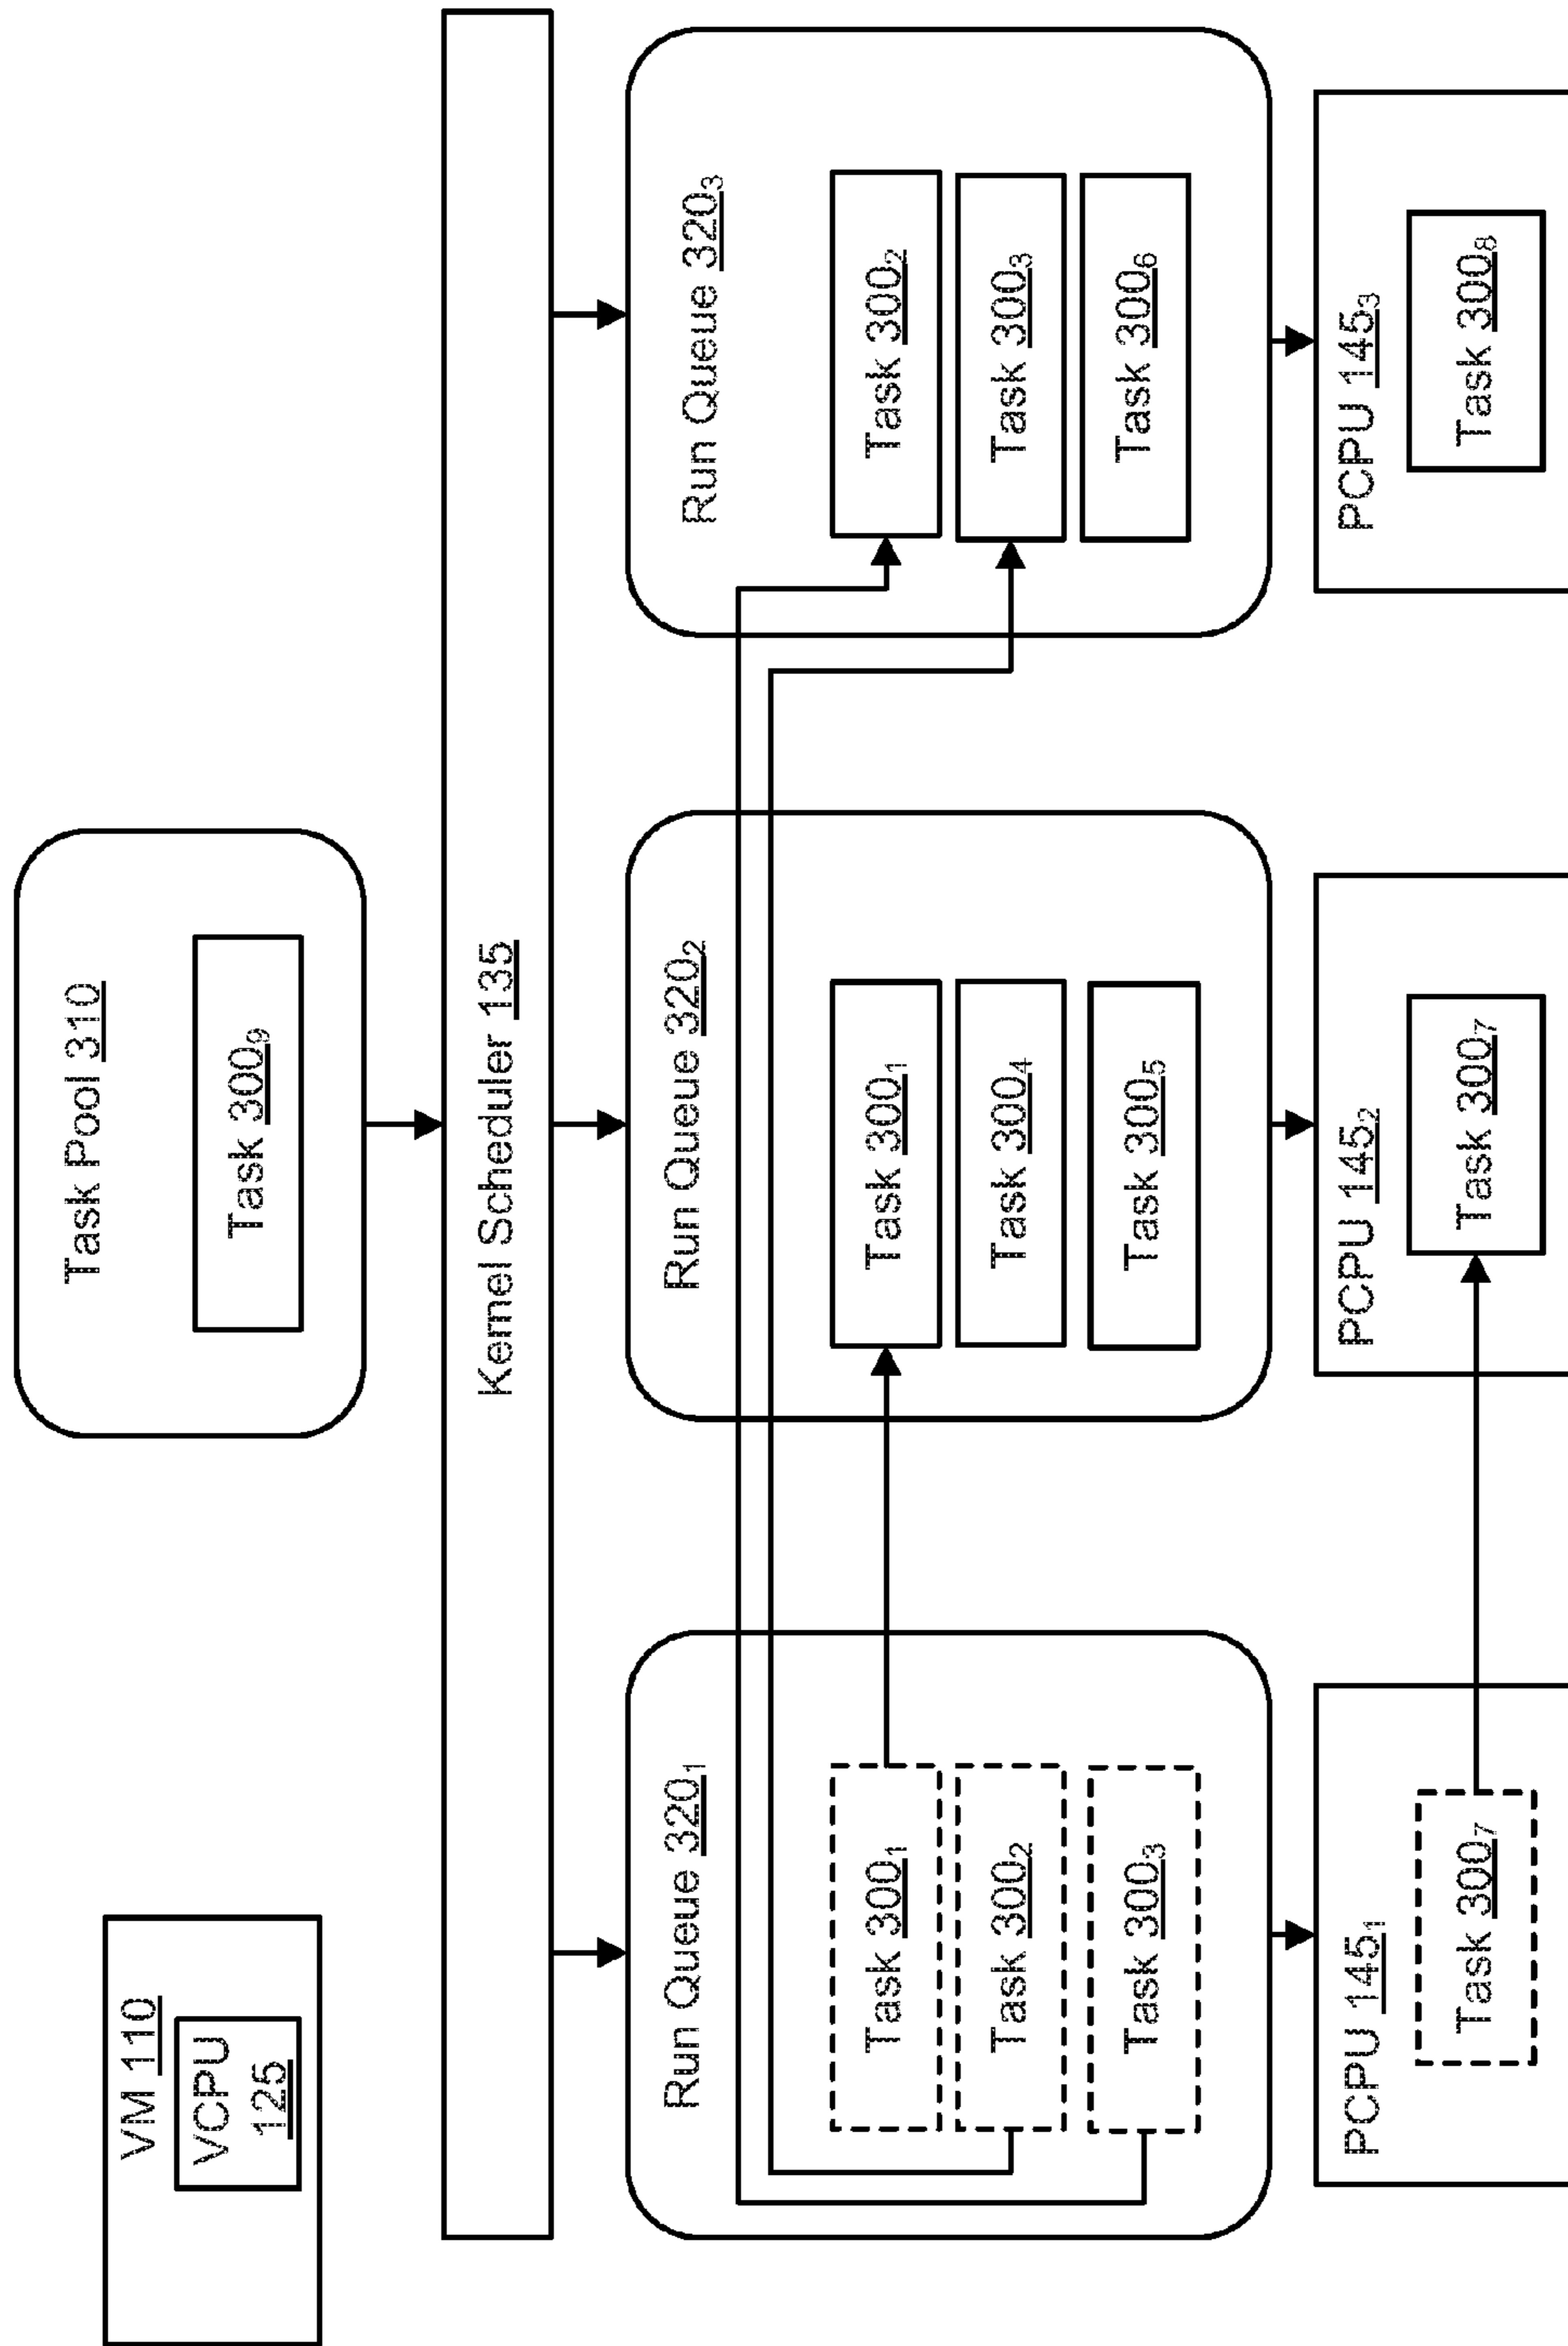 VM 110
VCPU
125
Task Pool 310
Task 300₉
Kernel Scheduler 135
Run Queue 320₁
Task 300₁
Task 300₂
Task 300₃
Run Queue 320₂
Task 300₁
Task 300₄
Task 300₅
Run Queue 320₃
Task 300₂
Task 300₃
Task 300₆
PCPU 145₁
Task 300₇
PCPU 145₂
Task 300₇
PCPU 145₃
Task 300₈